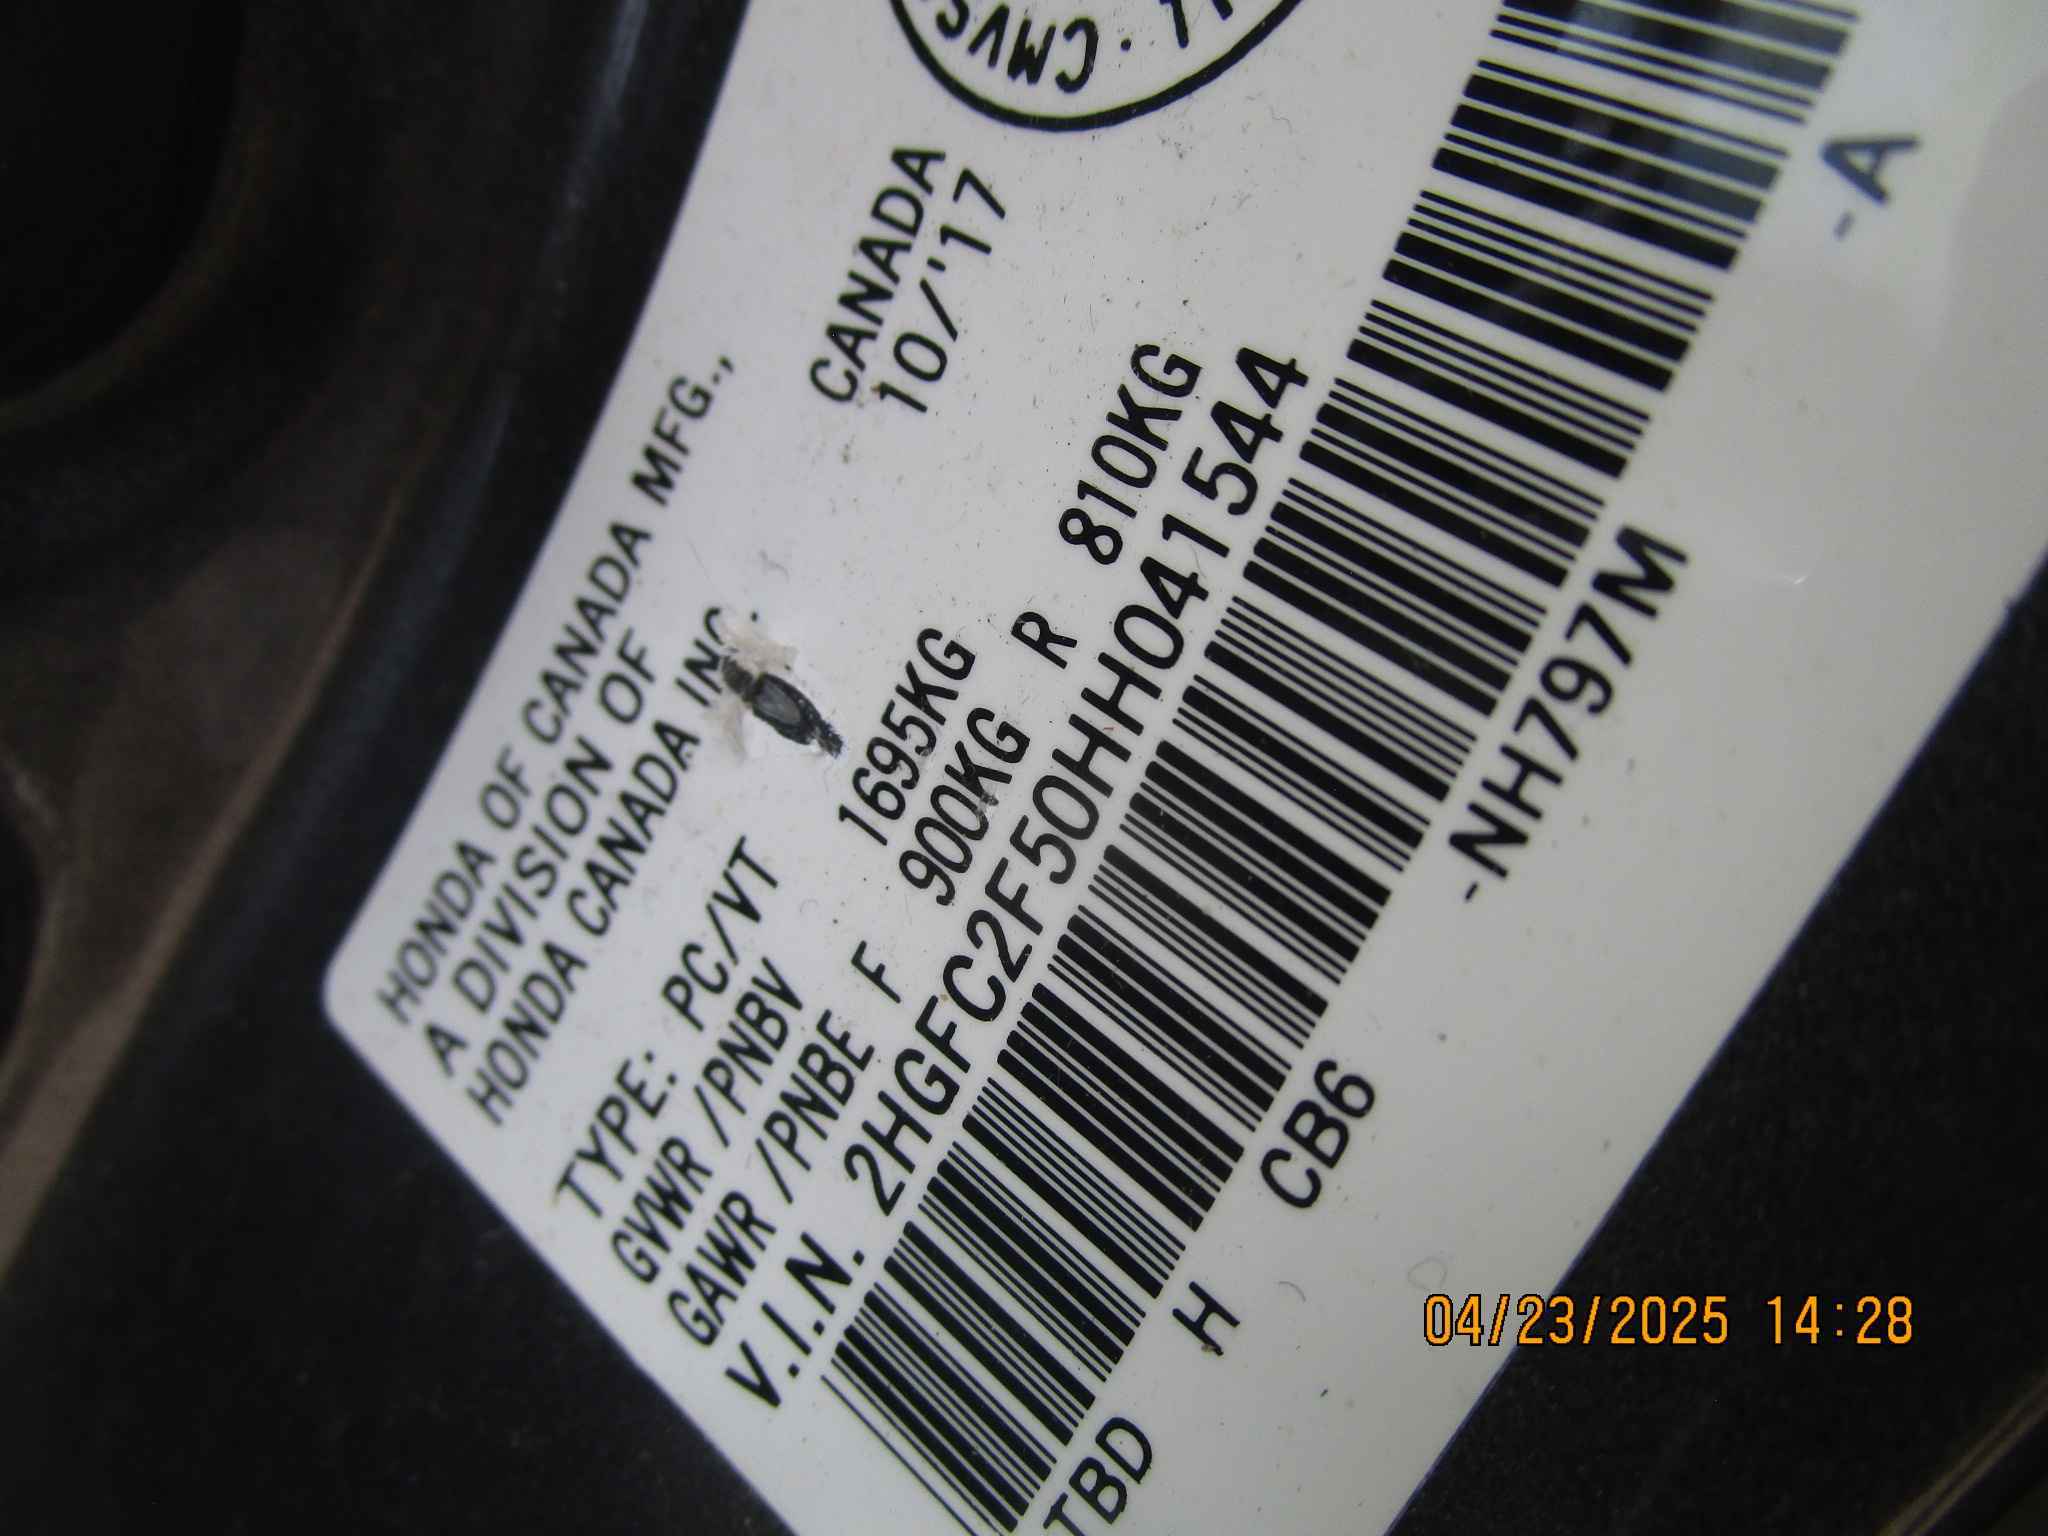 CMVS
HONDA OF CANADA MFG.,
A DIVISION OF
HONDA CANADA INC.
CANADA
10/'17
TYPE: PC/VT
GVWR /PNBV 1695KG
GAWR /PNBE F 900KG R 810KG
V.I.N. 2HGFC2F50HH041544
TBD H CB6 -NH797M -A
04/23/2025 14:28